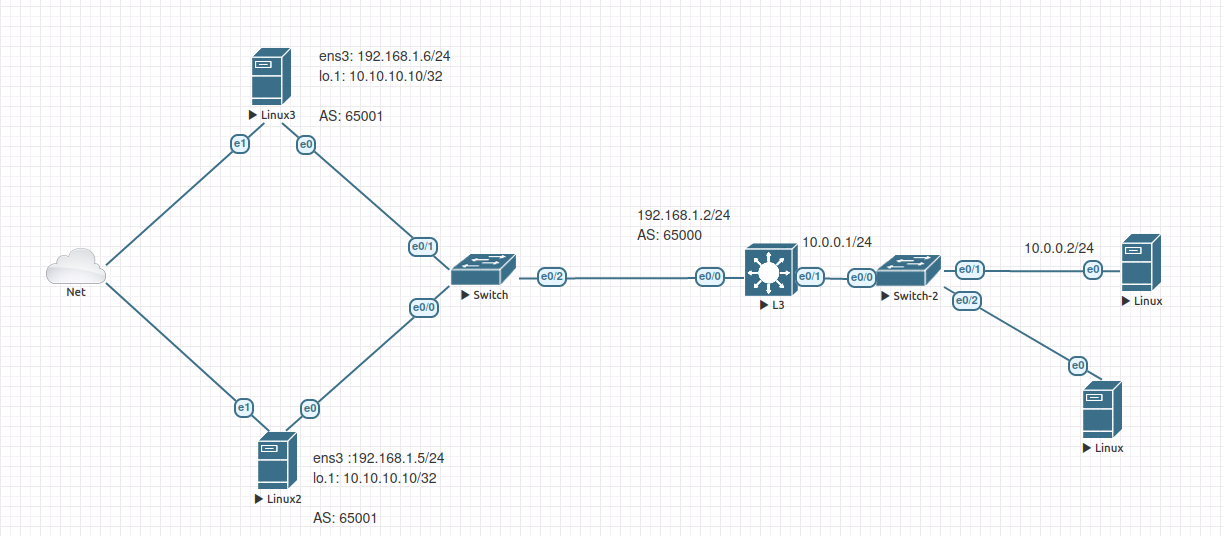 ens3: 192.168.1.6/24
lo.1: 10.10.10.10/32
AS: 65001
Linux3
e1
e0
192.168.1.2/24
AS: 65000
10.0.0.1/24
10.0.0.2/24
e0/1
Net
Switch
e0/2
e0/0
L3
e0/1
e0/0
Switch-2
e0/1
e0
Linux
e0/2
e0/0
e0
Linux
e1
e0
Linux2
ens3 :192.168.1.5/24
lo.1: 10.10.10.10/32
AS: 65001